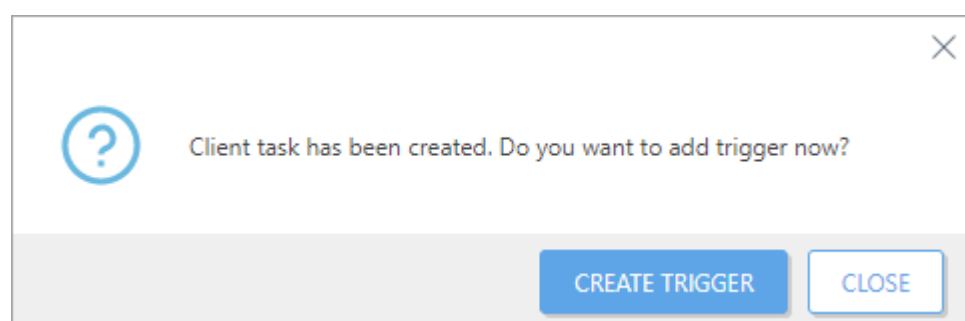 Client task has been created. Do you want to add trigger now?
CREATE TRIGGER
CLOSE